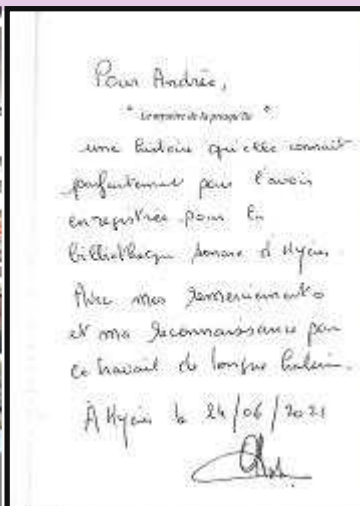 Pour Andrée,
" Le mystère de la presqu'île "
une histoire qu'elle connait
parfaitement pour l'avoir
enregistrée pour la
bibliothèque sonore d'Hyères
Avec mes remerciements
et ma reconnaissance pour
ce travail de longue haleine.
À Hyères le 24/06/2021